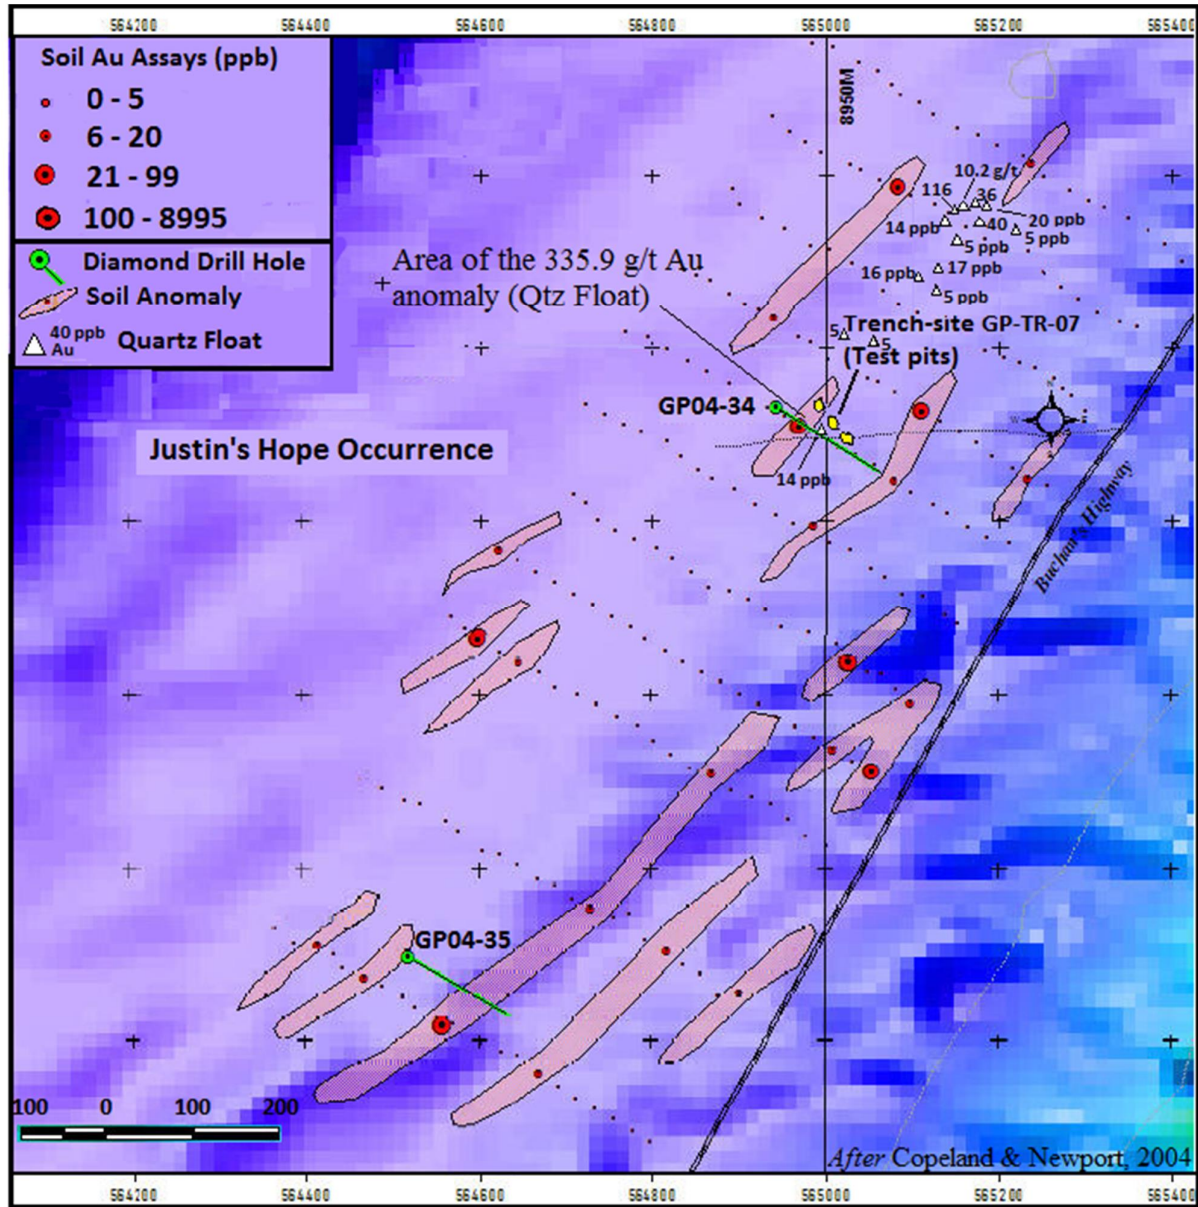 564200 564400 564600 564800 565000 565200 565400
Soil Au Assays (ppb)
0 - 5
6 - 20
21 - 99
100 - 8995
Diamond Drill Hole
Soil Anomaly
40 ppb
Au
Quartz Float
8950M
10.2 g/t
116
36
14 ppb
40
20 ppb
5 ppb
5 ppb
16 ppb
17 ppb
5 ppb
Area of the 335.9 g/t Au
anomaly (Qtz Float)
5
Trench-site GP-TR-07
5
(Test pits)
GP04-34
14 ppb
Justin's Hope Occurrence
N
W
E
S
Buchan's Highway
GP04-35
100 0 100 200
After Copeland & Newport, 2004
564200 564400 564600 564800 565000 565200 565400